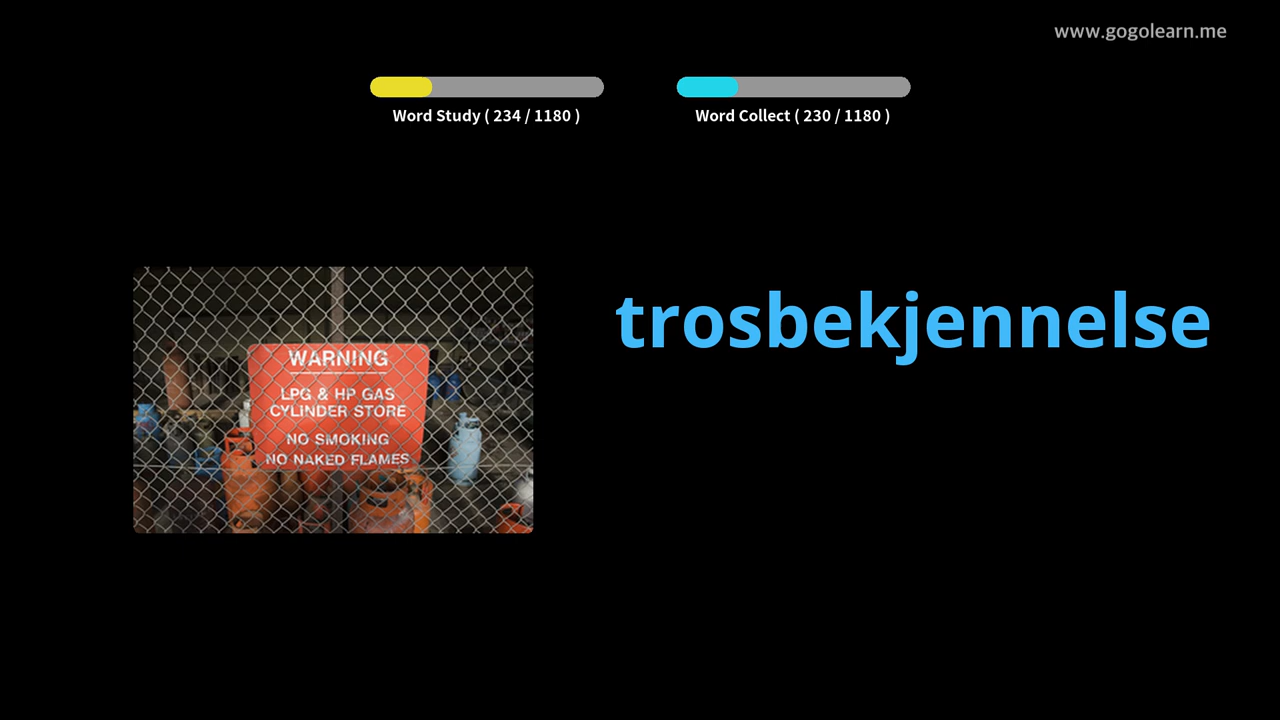 www.gogolearn.me
Word Study ( 234 / 1180 )
Word Collect ( 230 / 1180 )
trosbekjennelse
WARNING
LPG & HP GAS
CYLINDER STORE
NO SMOKING
NO NAKED FLAMES